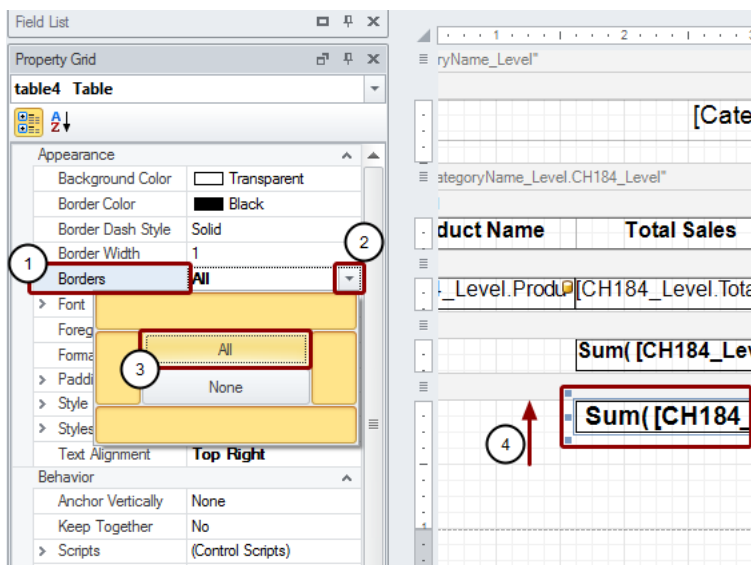 Field List
Property Grid
table4 Table
A
Z
Appearance
Background Color Transparent
Border Color Black
Border Dash Style Solid
Border Width 1
Borders All
Font
Foreg
Forma
Paddi
Style
Styles
Text Alignment Top Right
All
None
Behavior
Anchor Vertically None
Keep Together No
Scripts (Control Scripts)
1
2
3
4
1 2 3
ryName_Level"
[Cate
ategoryName_Level.CH184_Level"
duct Name Total Sales
4_Level.Produ [CH184_Level.Tota
Sum( [CH184_Lev
Sum( [CH184_
1